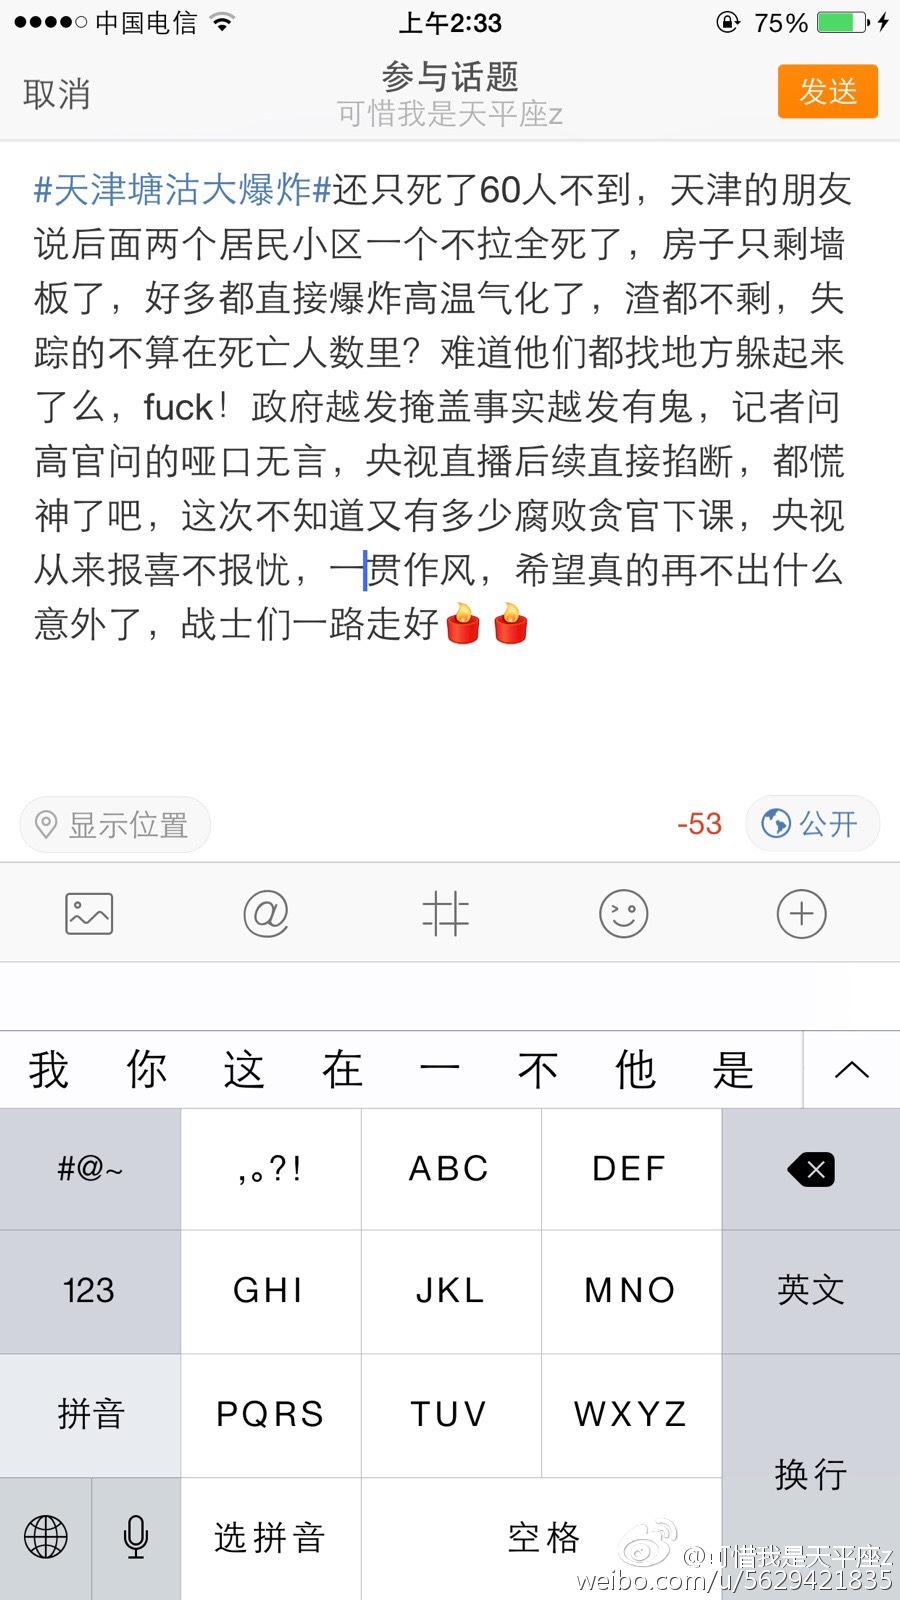 中国电信 上午2:33 75%
取消 参与话题 发送
可惜我是天平座z
#天津塘沽大爆炸#还只死了60人不到，天津的朋友
说后面两个居民小区一个不拉全死了，房子只剩墙
板了，好多都直接爆炸高温气化了，渣都不剩，失
踪的不算在死亡人数里？难道他们都找地方躲起来
了么，fuck！政府越发掩盖事实越发有鬼，记者问
高官问的哑口无言，央视直播后续直接掐断，都慌
神了吧，这次不知道又有多少腐败贪官下课，央视
从来报喜不报忧，一贯作风，希望真的再不出什么
意外了，战士们一路走好🕯️🕯️
显示位置 -53 公开
我 你 这 在 一 不 他 是
#@~ ,。?! ABC DEF
123 GHI JKL MNO 英文
拼音 PQRS TUV WXYZ
换行
选拼音 空格
@可惜我是天平座z
weibo.com/u/5629421835